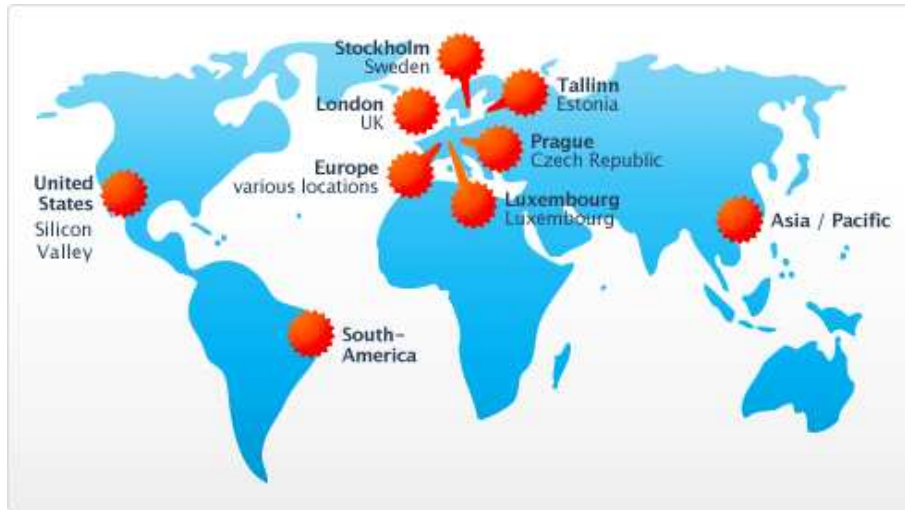 Stockholm
Sweden
Tallinn
Estonia
London
UK
Prague
Czech Republic
Europe
various locations
United
States
Silicon
Valley
Luxembourg
Luxembourg
Asia / Pacific
South-
America